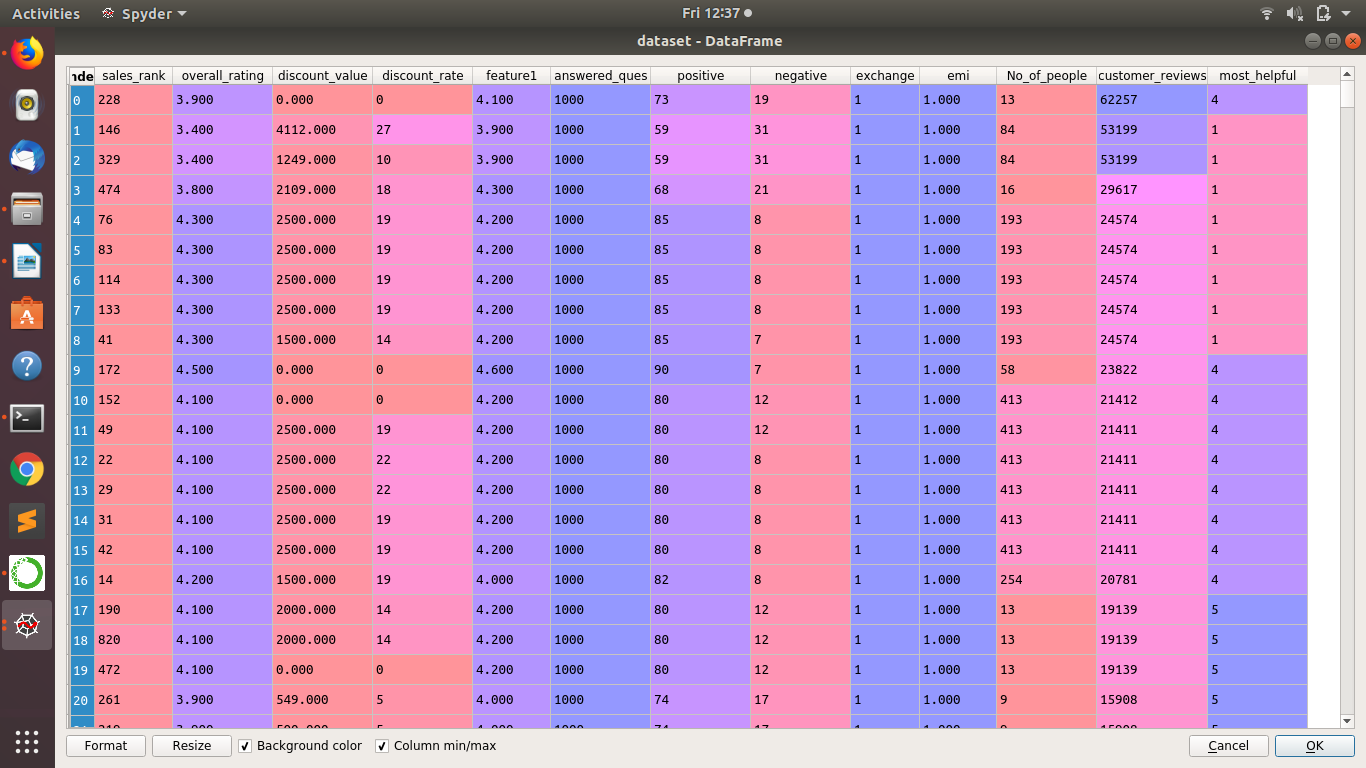 Activities Spyder Fri 12:37
dataset - DataFrame
nde sales_rank overall_rating discount_value discount_rate feature1 answered_ques positive negative exchange emi No_of_people customer_reviews most_helpful
0 228 3.900 0.000 0 4.100 1000 73 19 1 1.000 13 62257 4
1 146 3.400 4112.000 27 3.900 1000 59 31 1 1.000 84 53199 1
2 329 3.400 1249.000 10 3.900 1000 59 31 1 1.000 84 53199 1
3 474 3.800 2109.000 18 4.300 1000 68 21 1 1.000 16 29617 1
4 76 4.300 2500.000 19 4.200 1000 85 8 1 1.000 193 24574 1
5 83 4.300 2500.000 19 4.200 1000 85 8 1 1.000 193 24574 1
6 114 4.300 2500.000 19 4.200 1000 85 8 1 1.000 193 24574 1
7 133 4.300 2500.000 19 4.200 1000 85 8 1 1.000 193 24574 1
8 41 4.300 1500.000 14 4.200 1000 85 7 1 1.000 193 24574 1
9 172 4.500 0.000 0 4.600 1000 90 7 1 1.000 58 23822 4
10 152 4.100 0.000 0 4.200 1000 80 12 1 1.000 413 21412 4
11 49 4.100 2500.000 19 4.200 1000 80 12 1 1.000 413 21411 4
12 22 4.100 2500.000 22 4.200 1000 80 8 1 1.000 413 21411 4
13 29 4.100 2500.000 22 4.200 1000 80 8 1 1.000 413 21411 4
14 31 4.100 2500.000 19 4.200 1000 80 8 1 1.000 413 21411 4
15 42 4.100 2500.000 19 4.200 1000 80 8 1 1.000 413 21411 4
16 14 4.200 1500.000 19 4.000 1000 82 8 1 1.000 254 20781 4
17 190 4.100 2000.000 14 4.200 1000 80 12 1 1.000 13 19139 5
18 820 4.100 2000.000 14 4.200 1000 80 12 1 1.000 13 19139 5
19 472 4.100 0.000 0 4.200 1000 80 12 1 1.000 13 19139 5
20 261 3.900 549.000 5 4.000 1000 74 17 1 1.000 9 15908 5
Format Resize Background color Column min/max Cancel OK